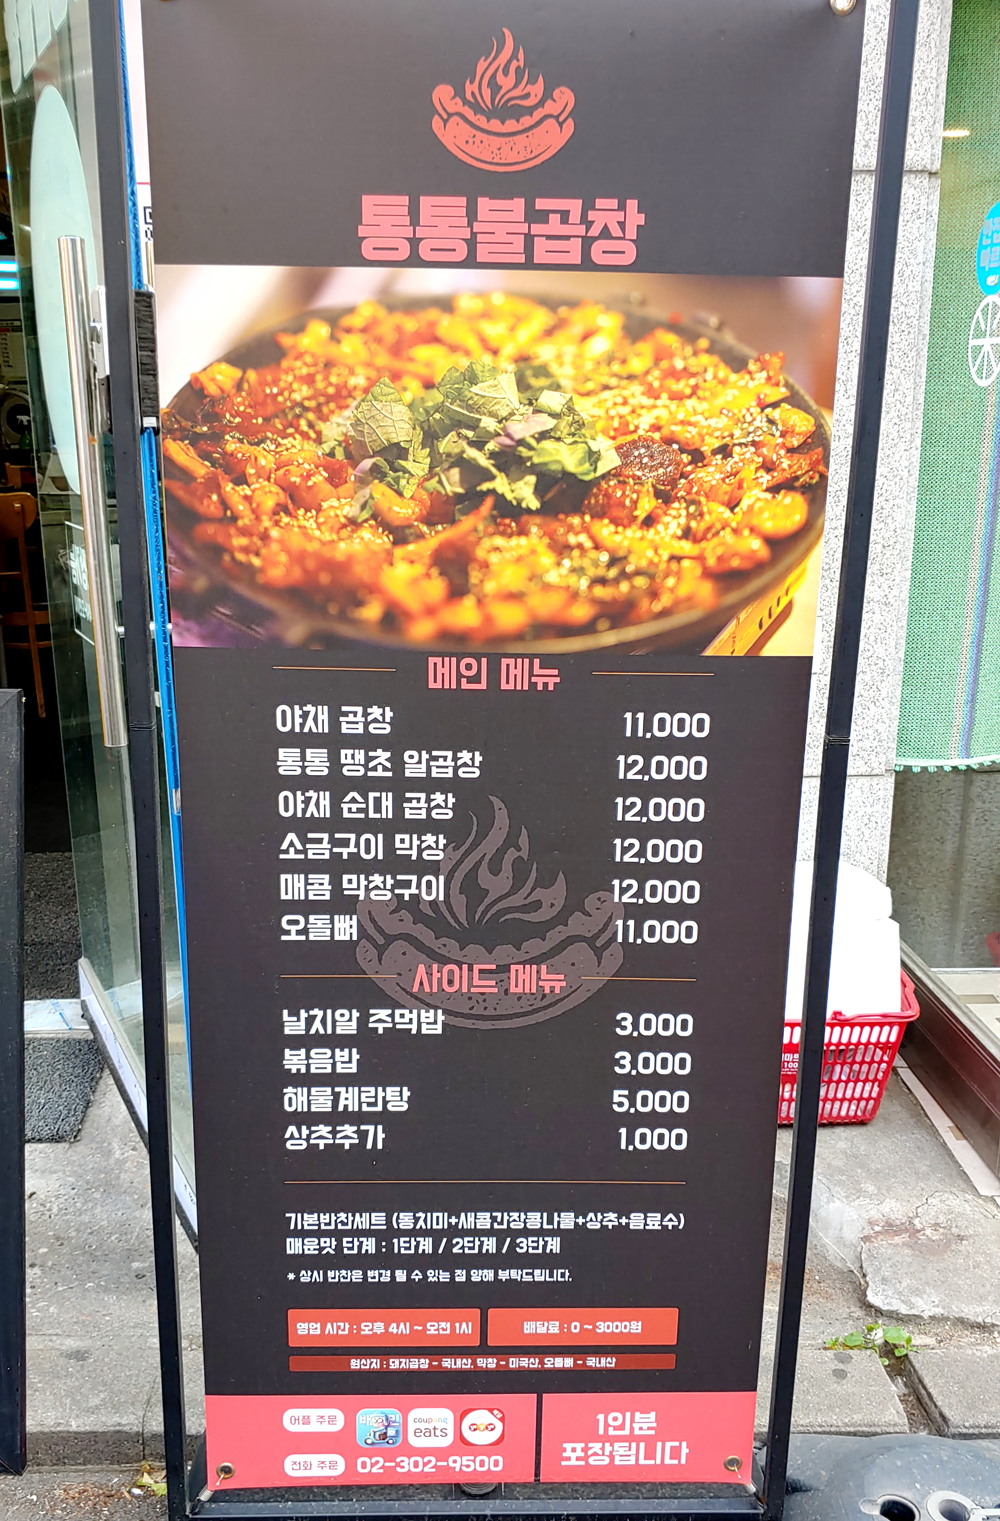 통통불곱창
메인 메뉴
야채 곱창 11,000
통통 땡초 알곱창 12,000
야채 순대 곱창 12,000
소금구이 막창 12,000
매콤 막창구이 12,000
오돌뼈 11,000
사이드 메뉴
날치알 주먹밥 3,000
볶음밥 3,000
해물계란탕 5,000
상추추가 1,000
기본반찬세트 (동치미+새콤간장콩나물+상추+음료수)
매운맛 단계 : 1단계 / 2단계 / 3단계
* 상시 반찬은 변경 될 수 있는 점 양해 부탁드립니다.
영업 시간 : 오후 4시 ~ 오전 1시
배달료 : 0 ~ 3000원
원산지 : 돼지곱창 - 국내산, 막창 - 미국산, 오돌뼈 - 국내산
어플 주문
coupang
eats
전화 주문 02-302-9500
1인분
포장됩니다